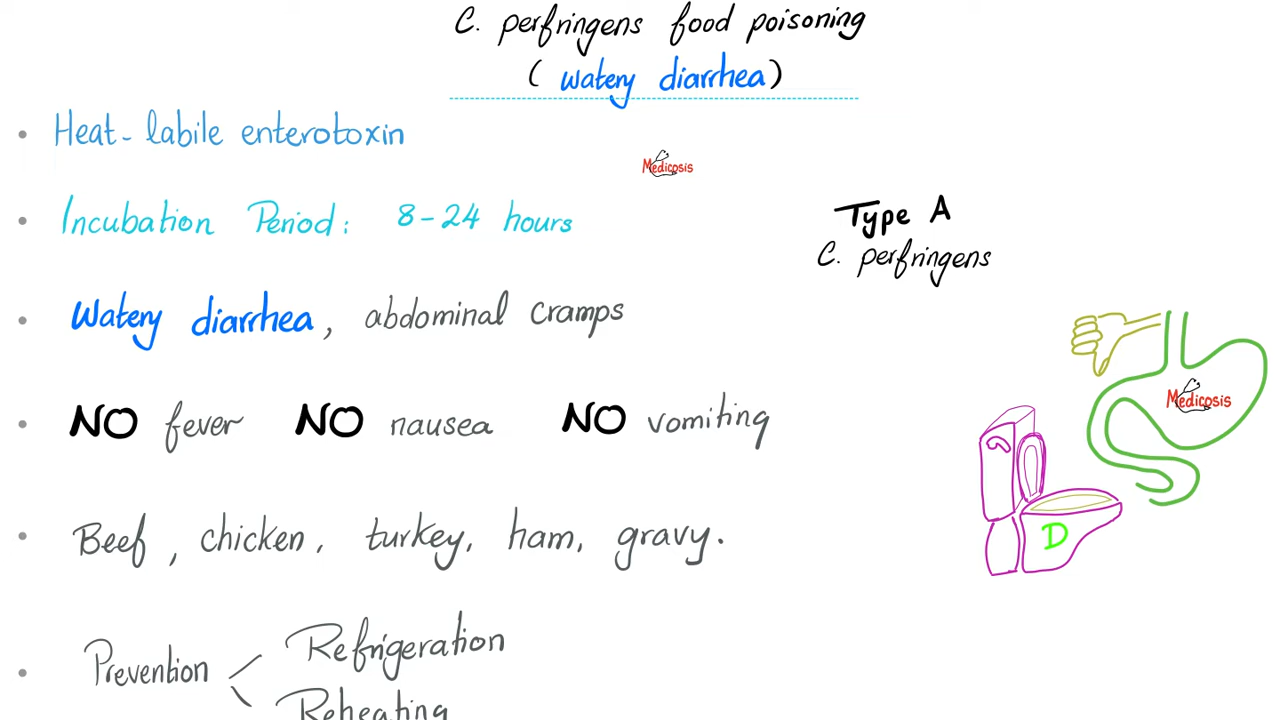 C. perfringens food poisoning
(watery diarrhea)
• Heat-labile enterotoxin
Medicosis
• Incubation Period: 8-24 hours
Type A
C. perfringens
• Watery diarrhea, abdominal cramps
Medicosis
• NO fever NO nausea NO vomiting
• Beef, chicken, turkey, ham, gravy.
D
• Prevention < Refrigeration
Reheating